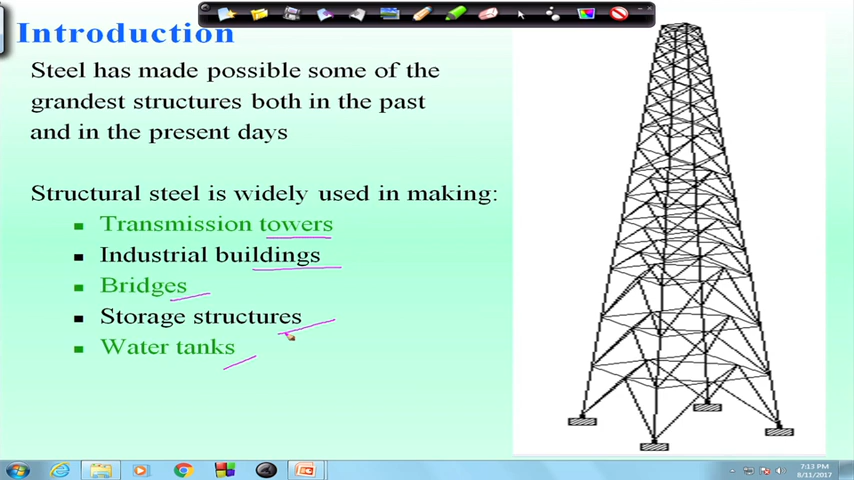 Introduction
Steel has made possible some of the
grandest structures both in the past
and in the present days
Structural steel is widely used in making:
Transmission towers
Industrial buildings
Bridges
Storage structures
Water tanks
7:13 PM
8/11/2017